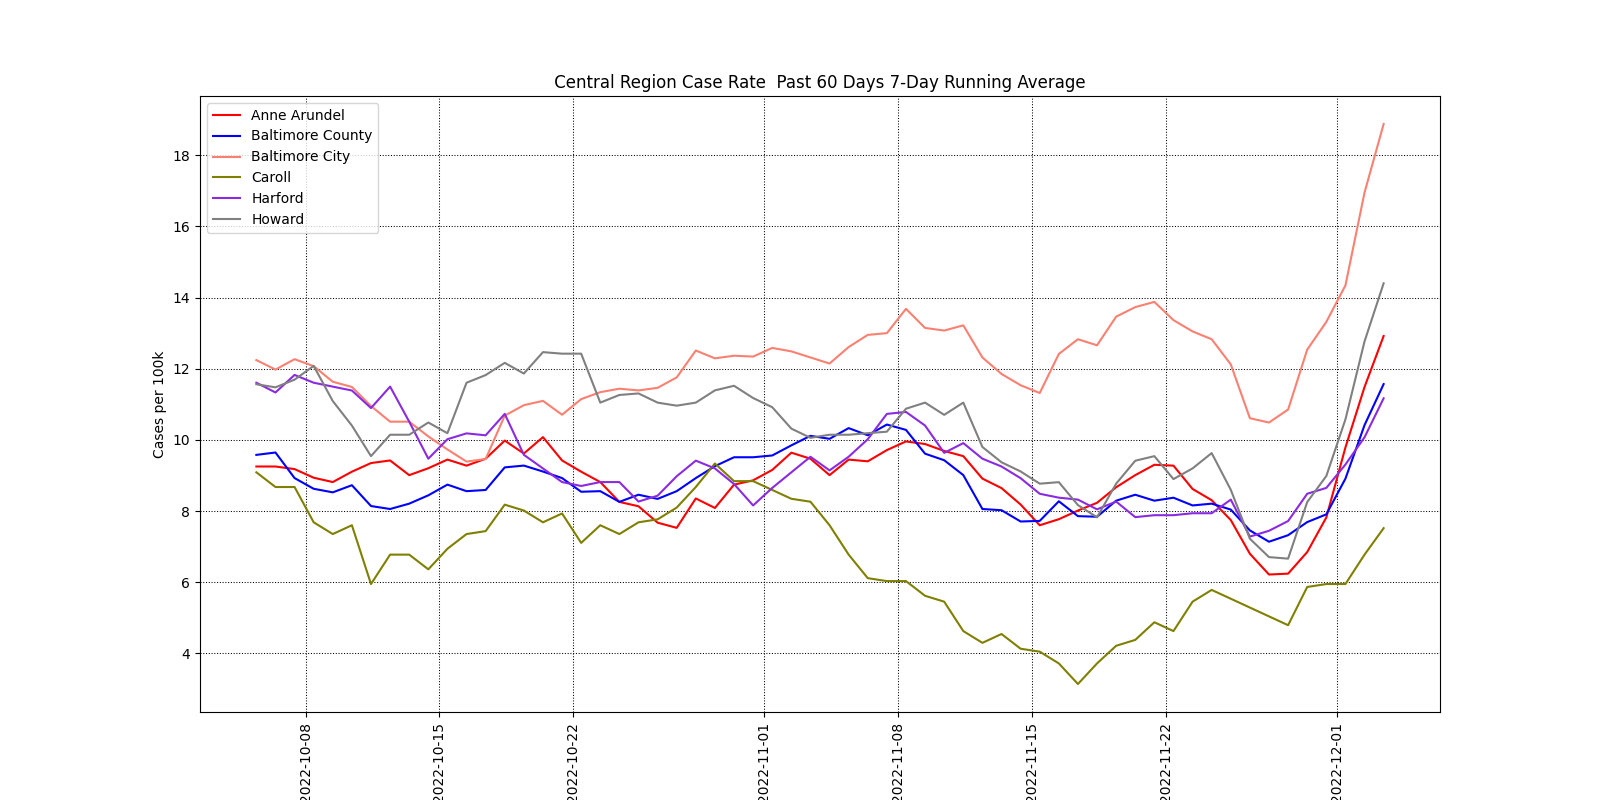 Central Region Case Rate  Past 60 Days 7-Day Running Average
Anne Arundel
Baltimore County
Baltimore City
Caroll
Harford
Howard
18
16
14
12
10
8
6
4
Cases per 100k
2022-10-08
2022-10-15
2022-10-22
2022-11-01
2022-11-08
2022-11-15
2022-11-22
2022-12-01